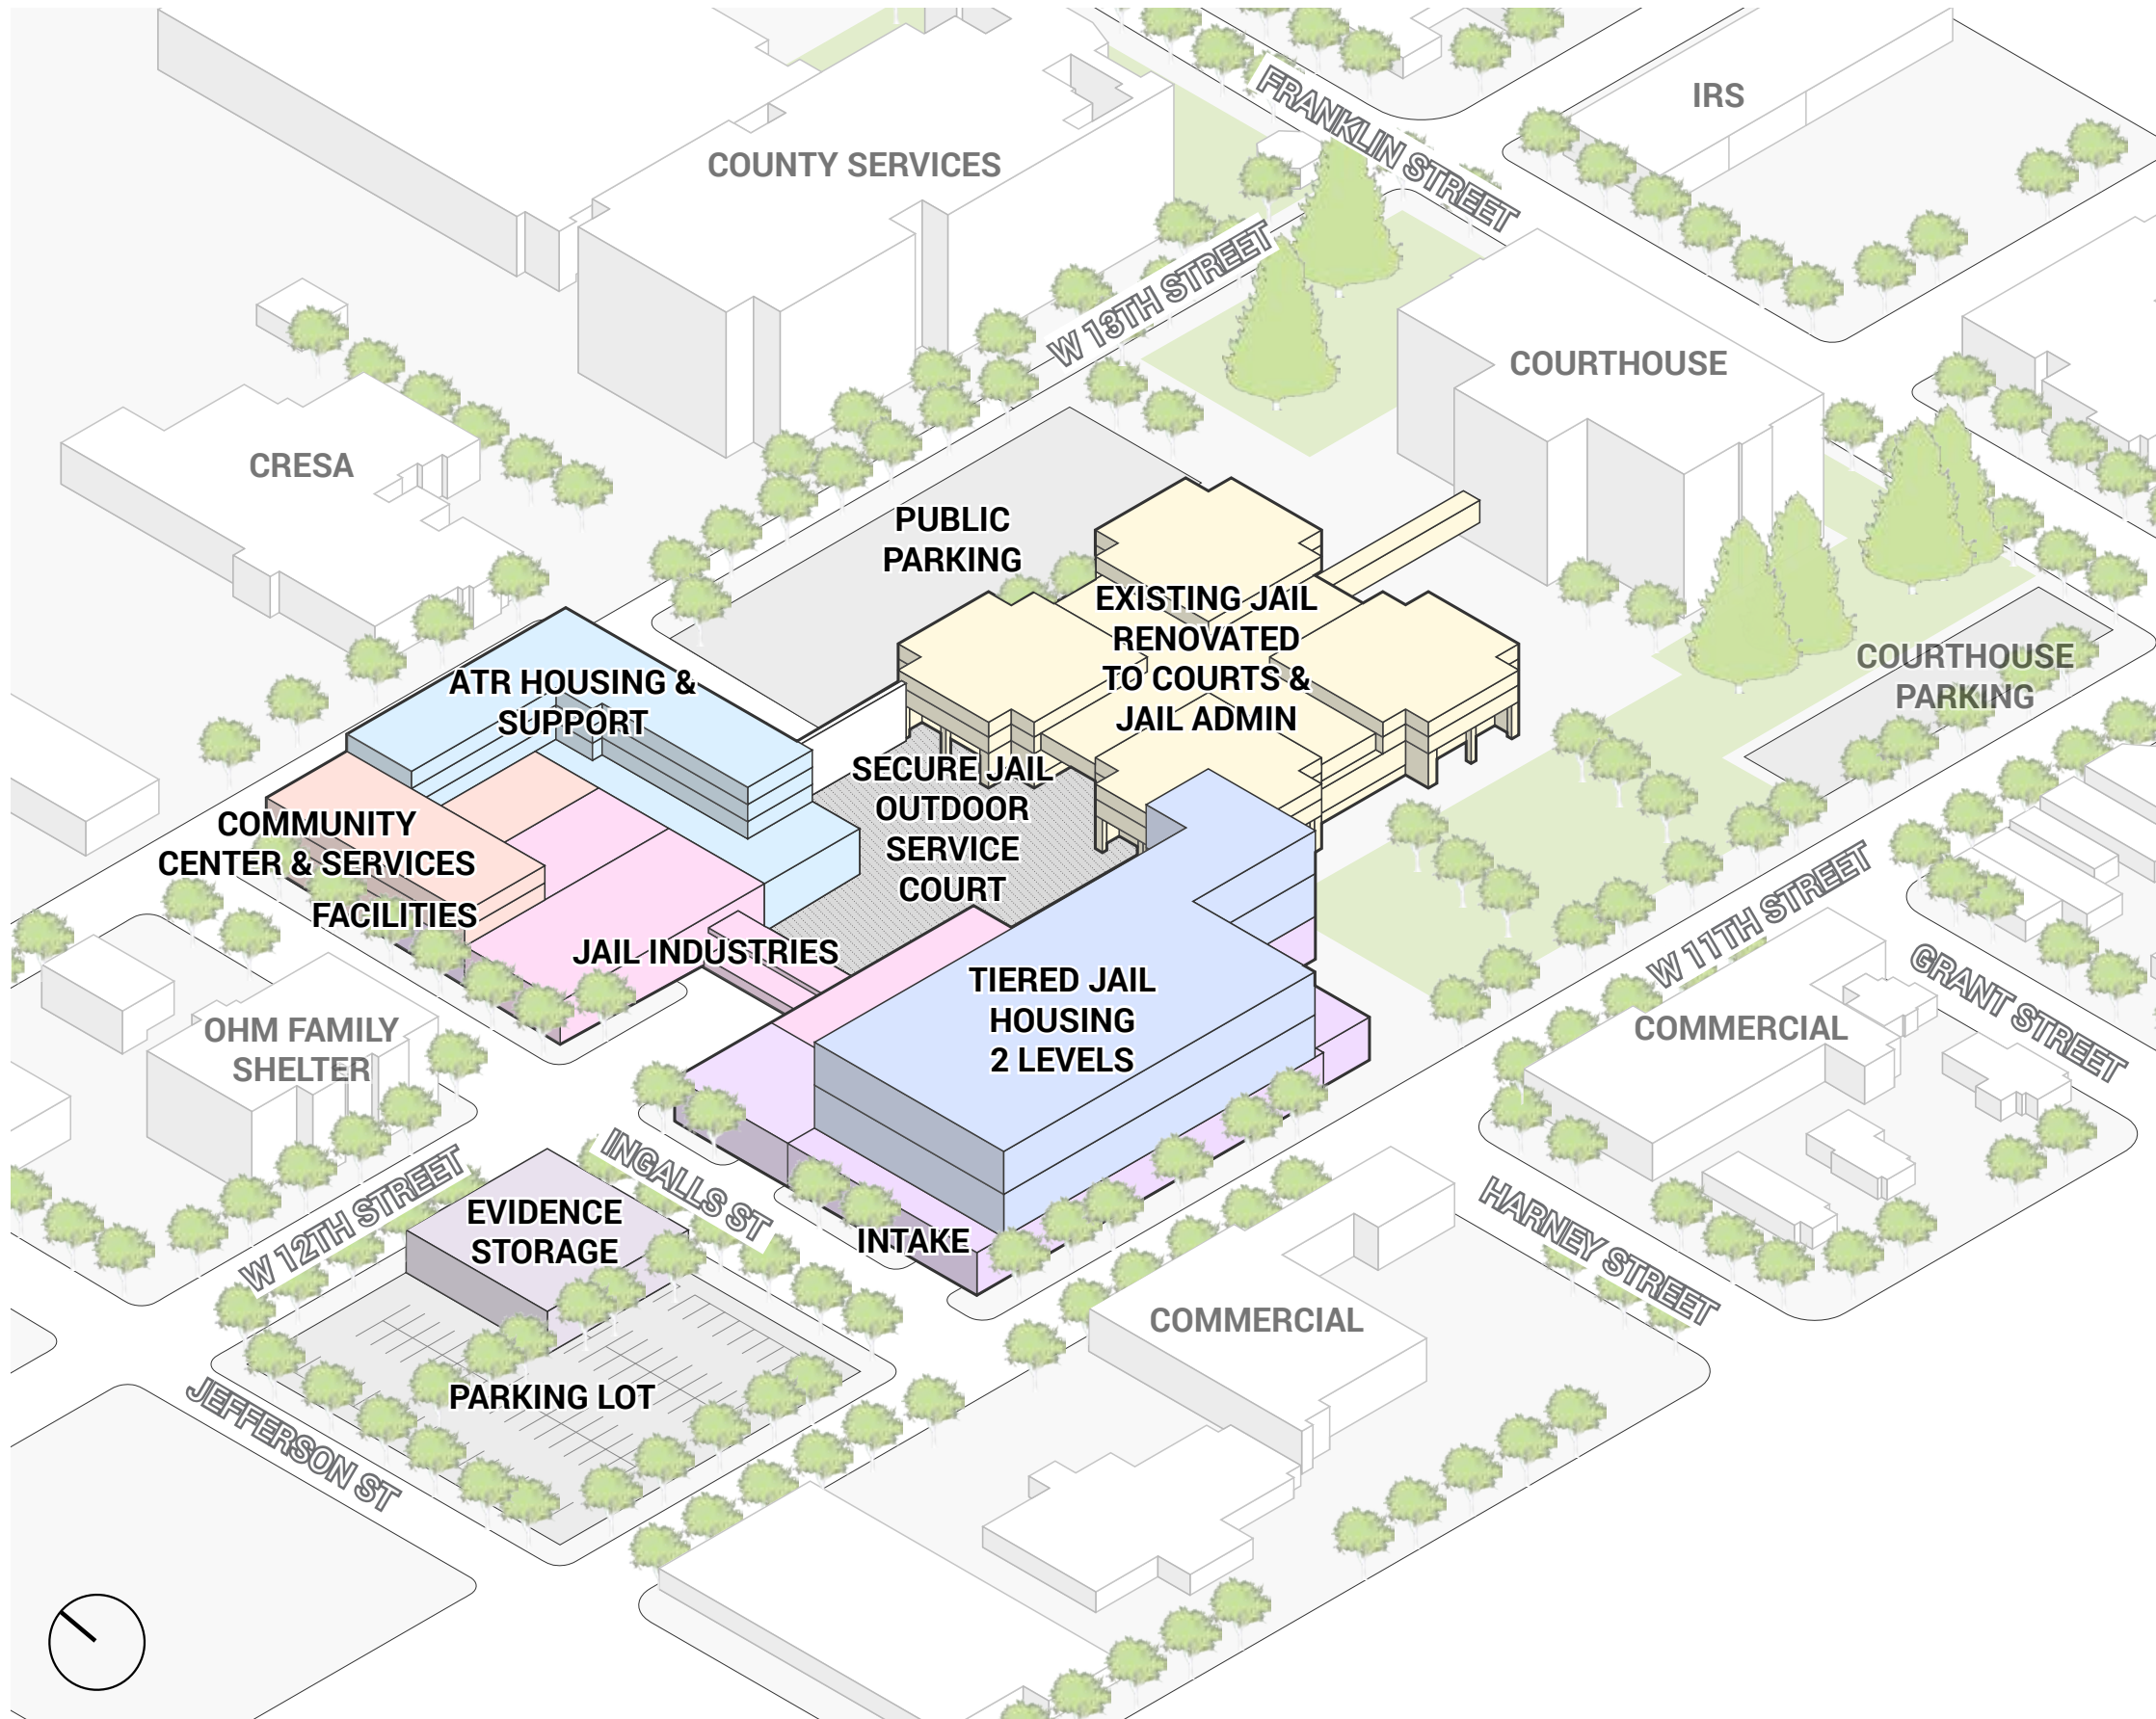 FRANKLIN STREET
IRS
COUNTY SERVICES
W 13TH STREET
COURTHOUSE
CRESA
PUBLIC
PARKING
EXISTING JAIL
RENOVATED
TO COURTS &
JAIL ADMIN
COURTHOUSE
PARKING
ATR HOUSING &
SUPPORT
SECURE JAIL
OUTDOOR
SERVICE
COURT
COMMUNITY
CENTER & SERVICES
FACILITIES
JAIL INDUSTRIES
TIERED JAIL
HOUSING
2 LEVELS
W 11TH STREET
GRANT STREET
COMMERCIAL
OHM FAMILY
SHELTER
W 12TH STREET
INGALLS ST
EVIDENCE
STORAGE
INTAKE
HARNEY STREET
COMMERCIAL
PARKING LOT
JEFFERSON ST